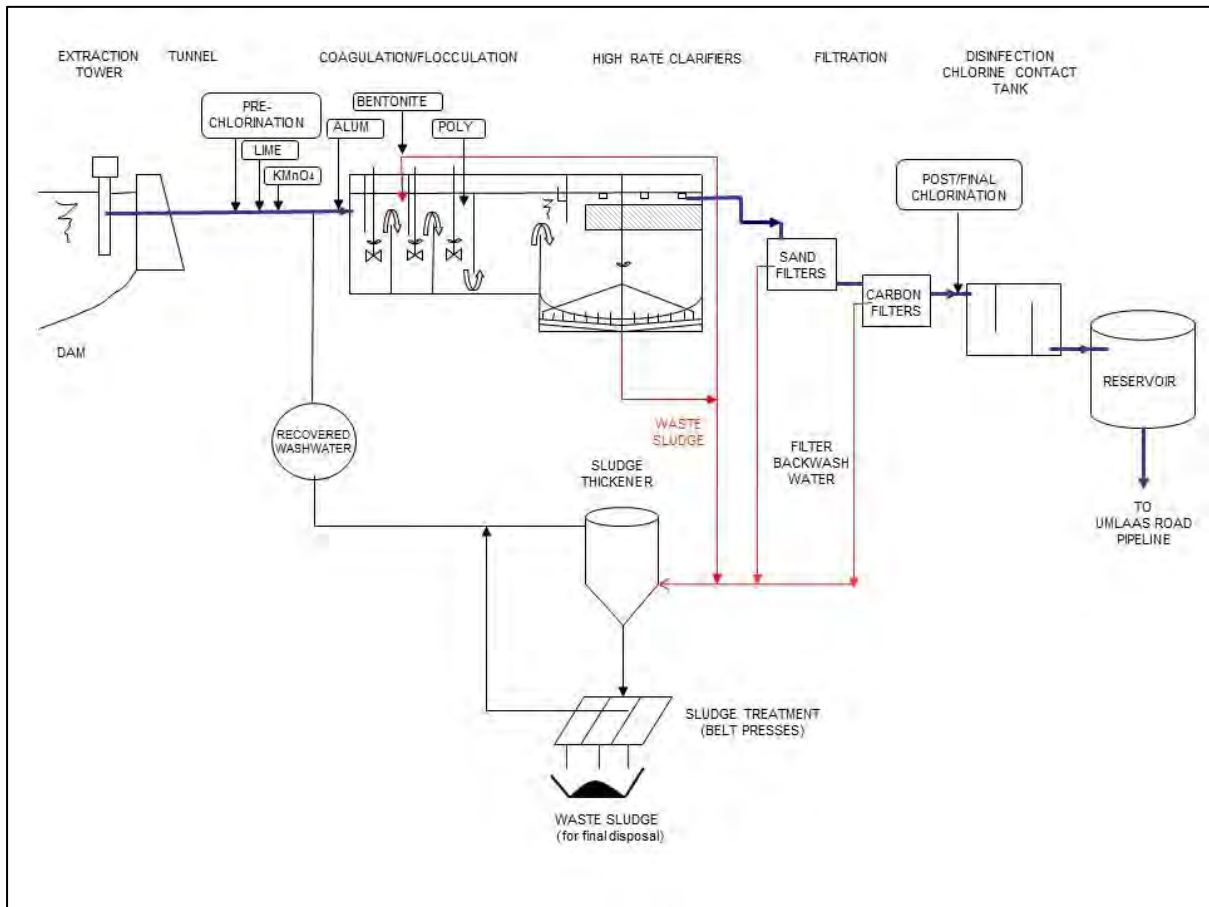 EXTRACTION
TOWER
TUNNEL
COAGULATION/FLOCCULATION
HIGH RATE CLARIFIERS
FILTRATION
DISINFECTION
CHLORINE CONTACT
TANK
PRE-
CHLORINATION
LIME
KMnO4
ALUM
BENTONITE
POLY
POST/FINAL
CHLORINATION
SAND
FILTERS
CARBON
FILTERS
DAM
RESERVOIR
RECOVERED
WASHWATER
WASTE
SLUDGE
SLUDGE
THICKENER
FILTER
BACKWASH
WATER
TO
UMLAAS ROAD
PIPELINE
SLUDGE TREATMENT
(BELT PRESSES)
WASTE SLUDGE
(for final disposal)